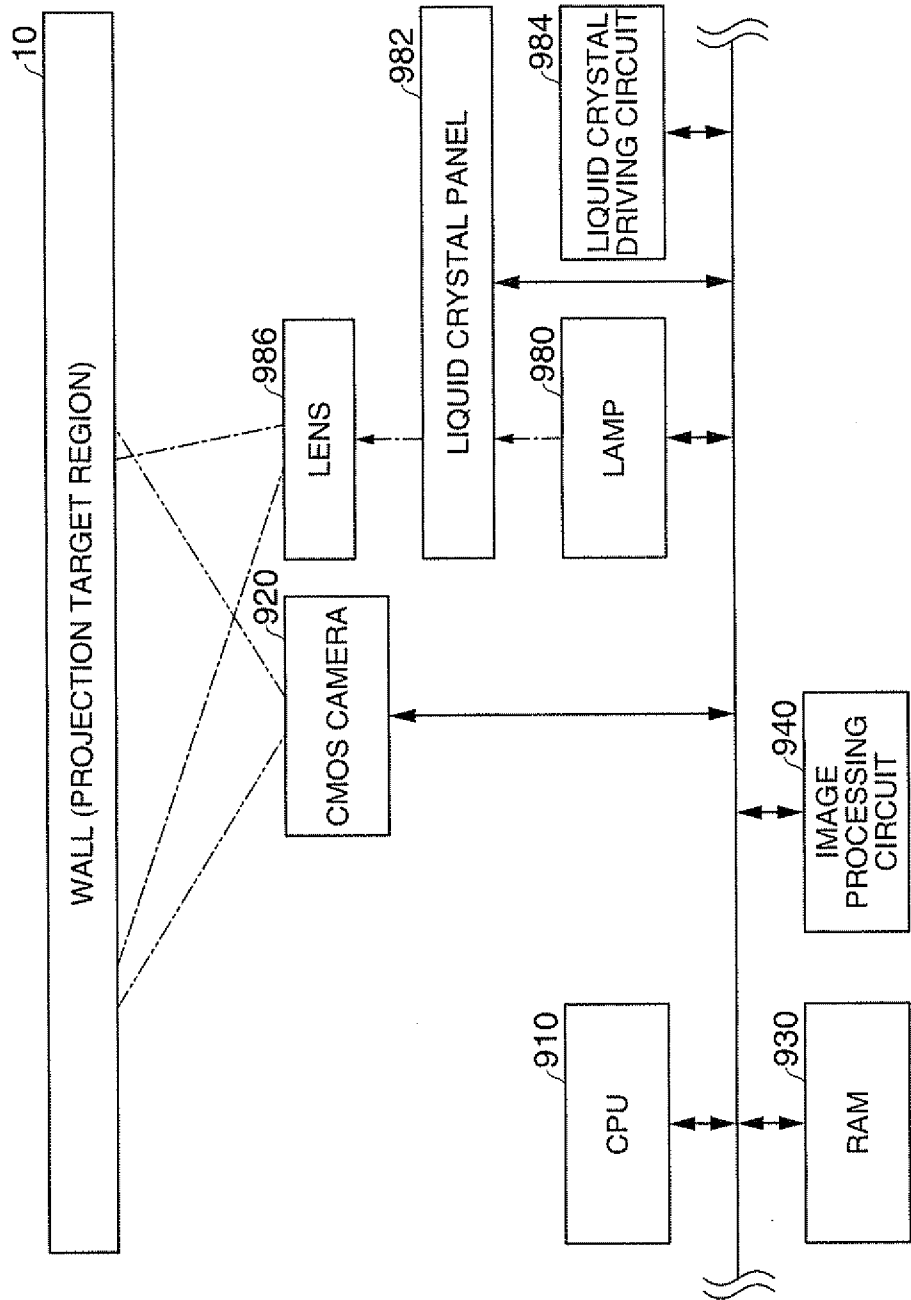 10
WALL (PROJECTION TARGET REGION)
920
CMOS CAMERA
986
LENS
982
LIQUID CRYSTAL PANEL
910
CPU
980
LAMP
984
LIQUID CRYSTAL
DRIVING CIRCUIT
930
RAM
940
IMAGE
PROCESSING
CIRCUIT